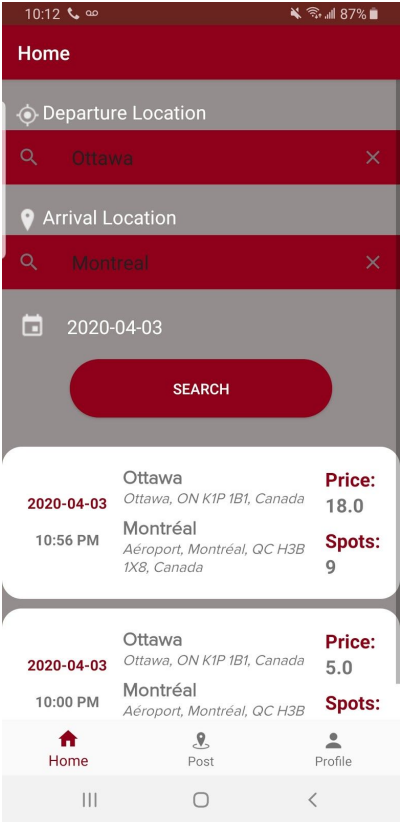 10:12 87%
Home
Departure Location
Ottawa
Arrival Location
Montreal
2020-04-03
SEARCH
Ottawa
Ottawa, ON K1P 1B1, Canada
Montréal
Aéroport, Montréal, QC H3B
1X8, Canada
2020-04-03
10:56 PM
Price:
18.0
Spots:
9
Ottawa
Ottawa, ON K1P 1B1, Canada
Montréal
Aéroport, Montréal, QC H3B
2020-04-03
10:00 PM
Price:
5.0
Spots:
Home Post Profile